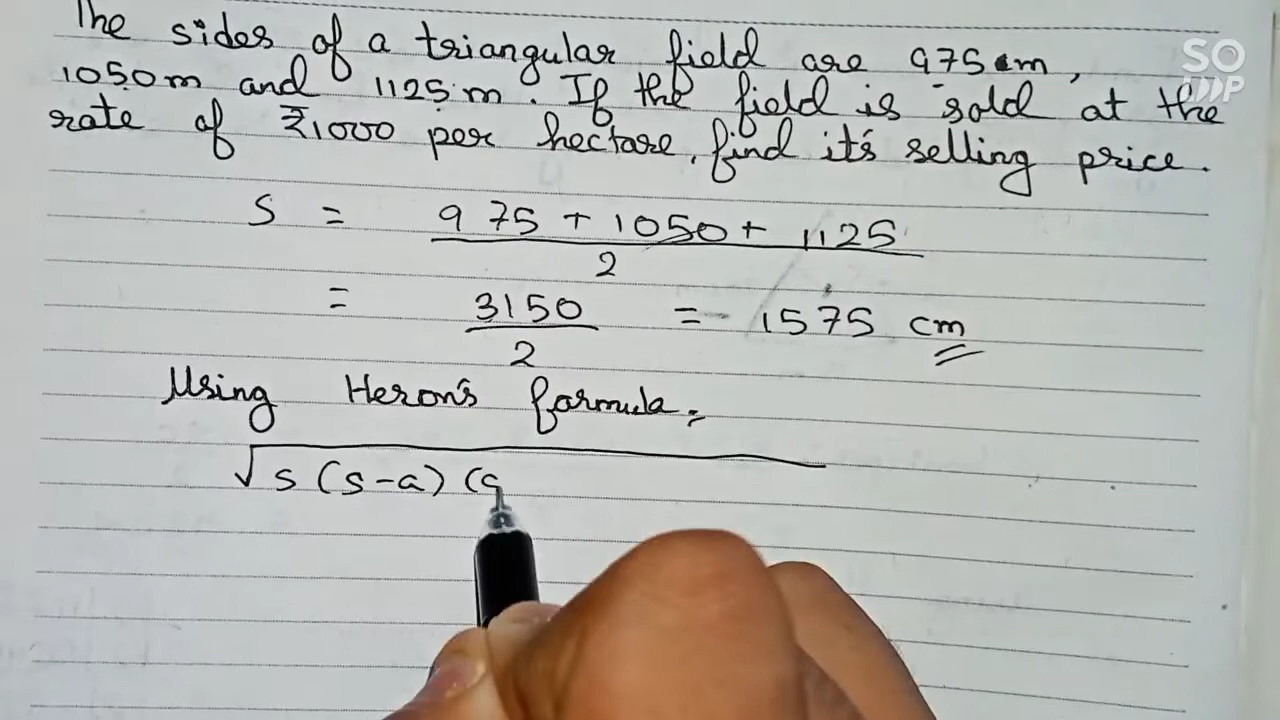 The sides of a triangular field are 975 m,
1050 m and 1125 m. If the field is sold at the
rate of ₹1000 per hectare, find it's selling price.
S = 975 + 1050 + 1125
2
= 3150 = 1575 cm
2
Using Heron's formula,
√s (s-a) (s